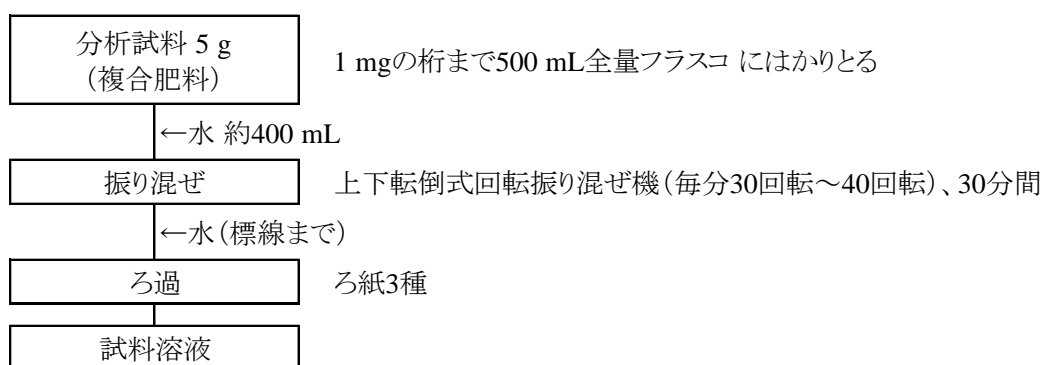 分析試料 5 g
（複合肥料）
1 mgの桁まで500 mL全量フラスコ にはかりとる
←水 約400 mL
振り混ぜ
上下転倒式回転振り混ぜ機（毎分30回転～40回転）、30分間
←水（標線まで）
ろ過
ろ紙3種
試料溶液